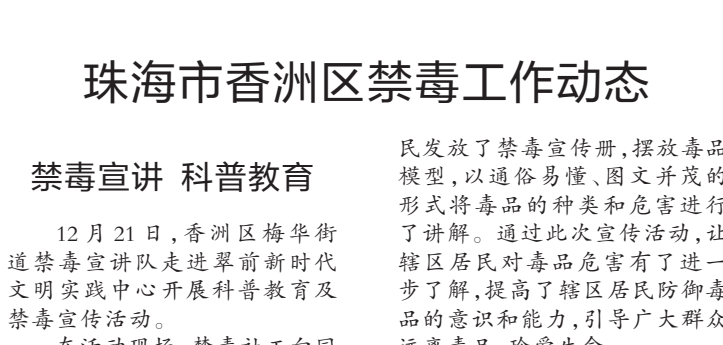 珠海市香洲区禁毒工作动态
禁毒宣讲 科普教育
12月21日，香洲区梅华街
道禁毒宣讲队走进翠前新时代
文明实践中心开展科普教育及
禁毒宣传活动。
民发放了禁毒宣传册，摆放毒品
模型，以通俗易懂、图文并茂的
形式将毒品的种类和危害进行
了讲解。通过此次宣传活动，让
辖区居民对毒品危害有了进一
步了解，提高了辖区居民防御毒
品的意识和能力，引导广大群众